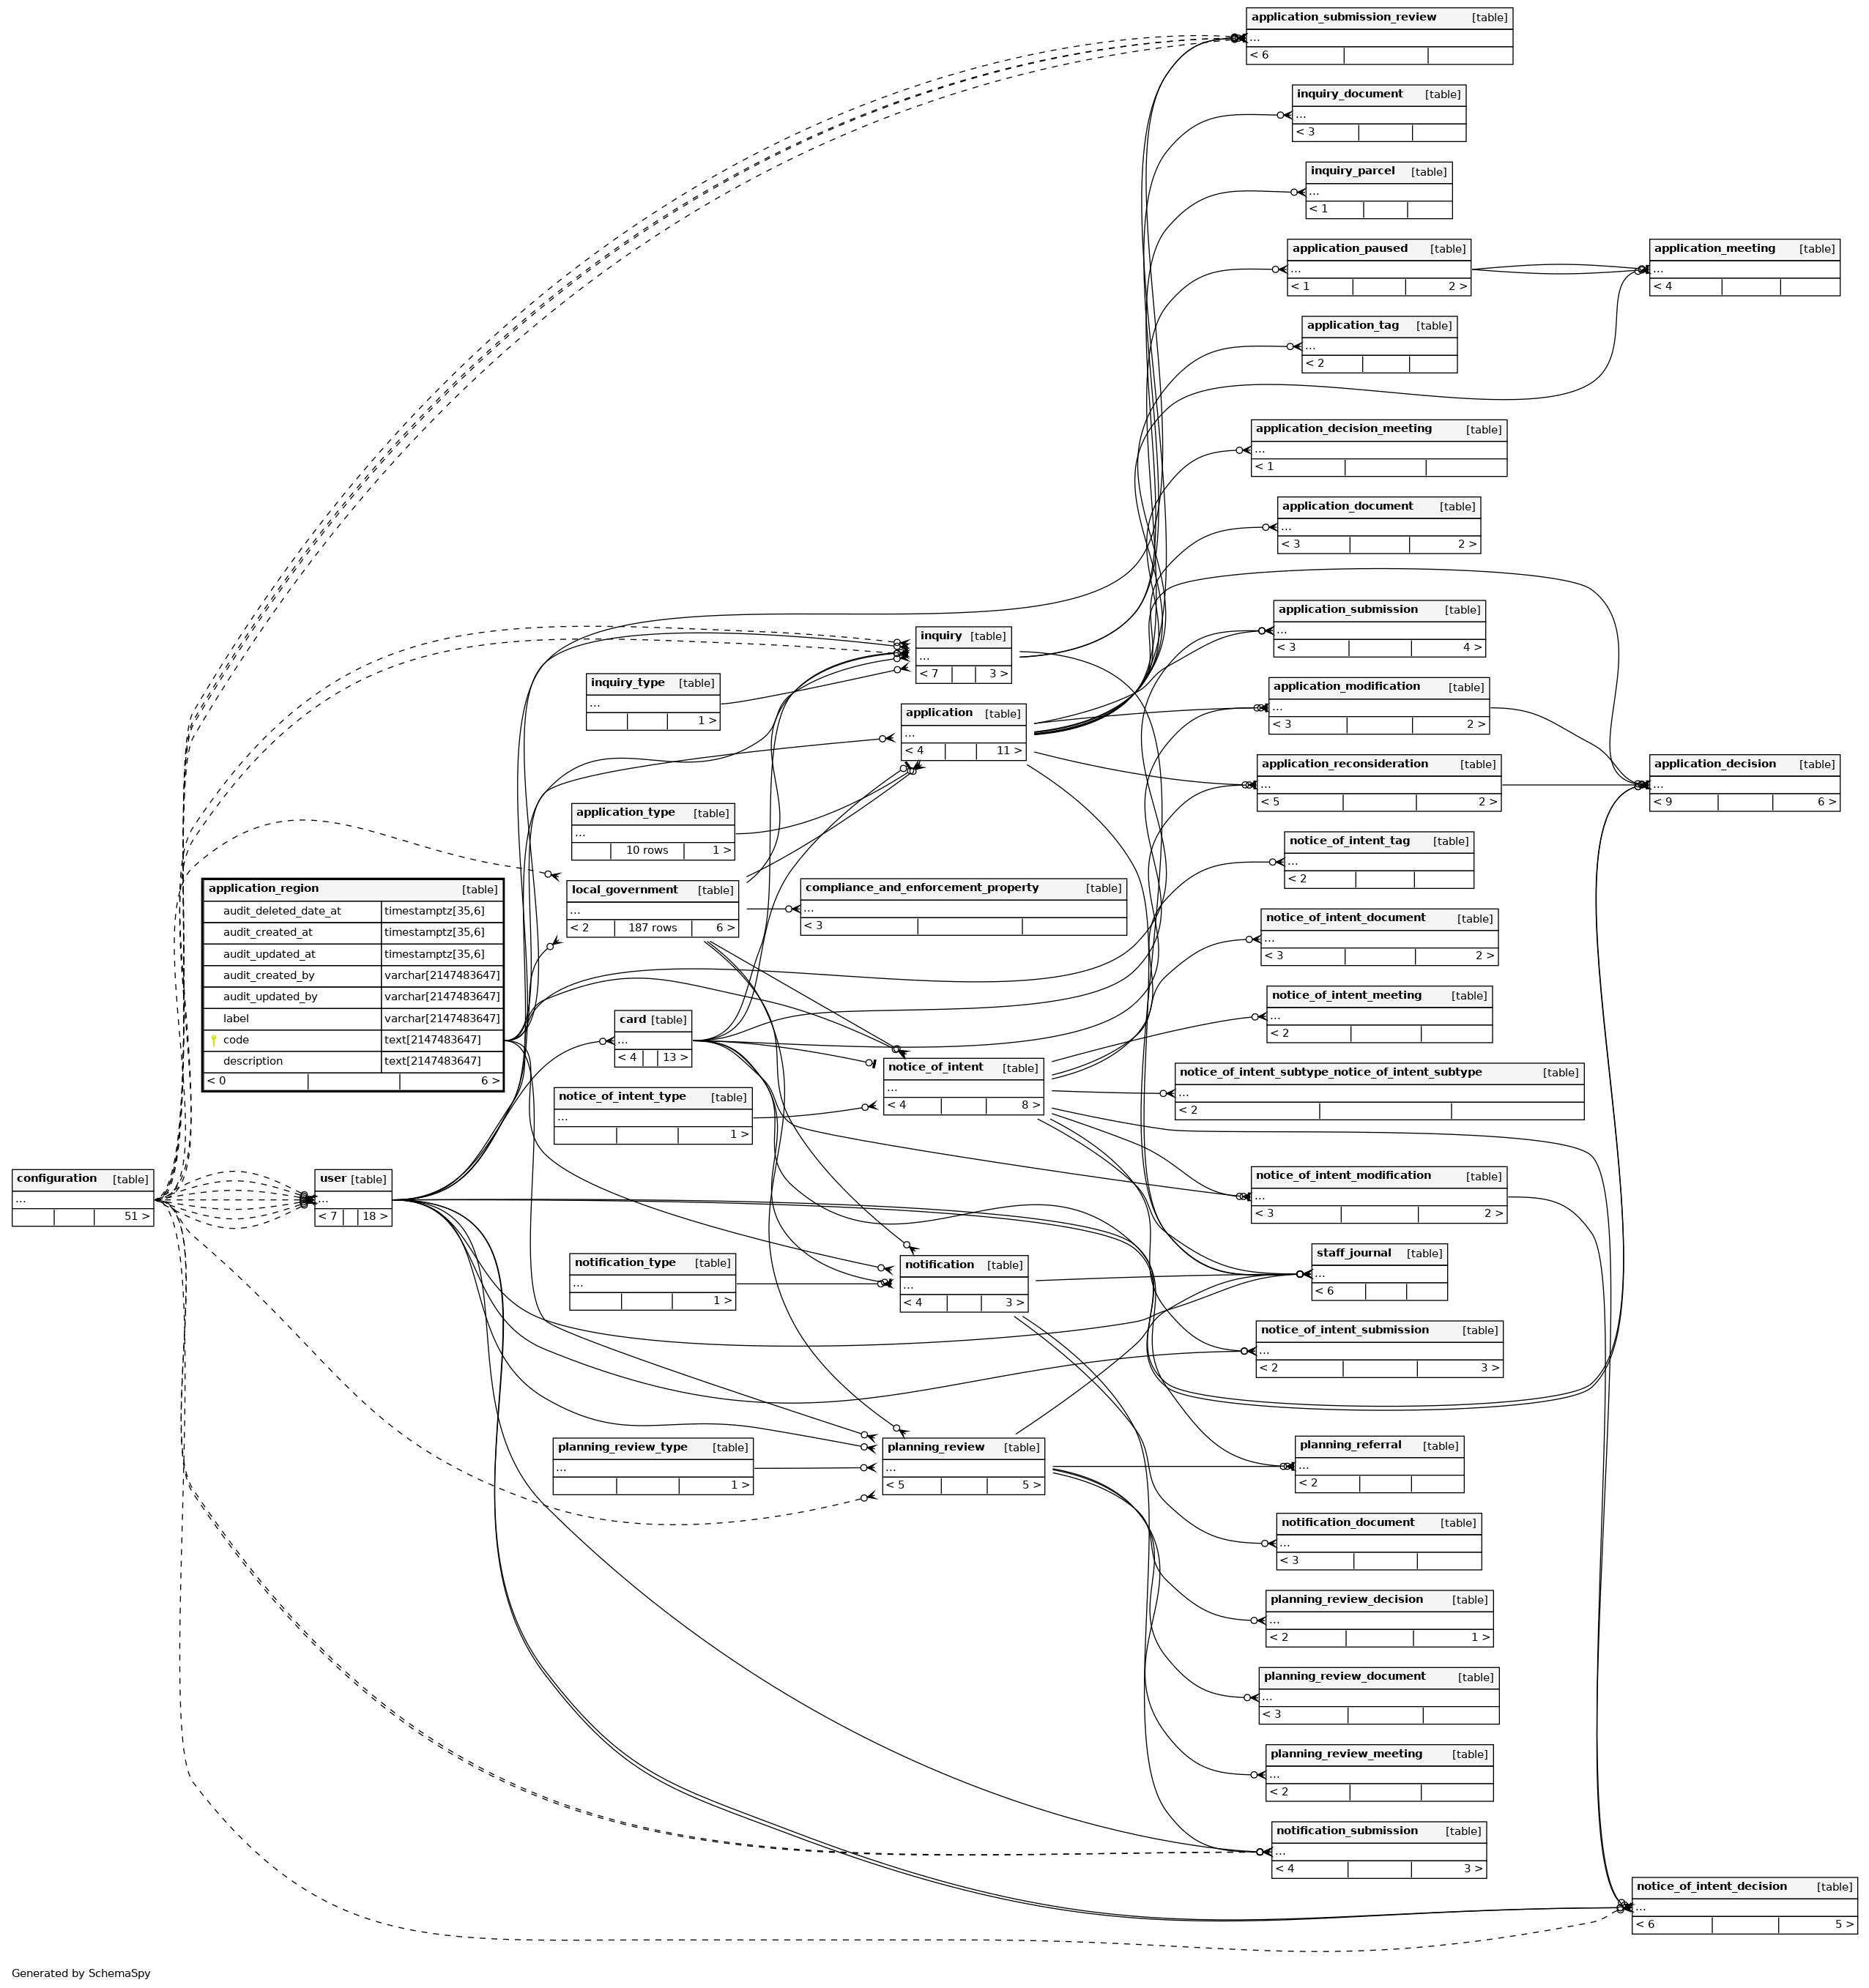 application_submission_review [table]
...
< 6
inquiry_document [table]
...
< 3
inquiry_parcel [table]
...
< 1
application_paused [table]
...
< 1 2 >
application_meeting [table]
...
< 4
application_tag [table]
...
< 2
application_decision_meeting [table]
...
< 1
application_document [table]
...
< 3 2 >
application_submission [table]
...
< 3 4 >
inquiry [table]
...
< 7 3 >
inquiry_type [table]
...
1 >
application_modification [table]
...
< 3 2 >
application [table]
...
< 4 11 >
application_reconsideration [table]
...
< 5 2 >
application_decision [table]
...
< 9 6 >
application_type [table]
...
10 rows 1 >
notice_of_intent_tag [table]
...
< 2
application_region [table]
audit_deleted_date_at timestamptz[35,6]
audit_created_at timestamptz[35,6]
audit_updated_at timestamptz[35,6]
audit_created_by varchar[2147483647]
audit_updated_by varchar[2147483647]
label varchar[2147483647]
code text[2147483647]
description text[2147483647]
< 0 6 >
local_government [table]
...
< 2 187 rows 6 >
compliance_and_enforcement_property [table]
...
< 3
notice_of_intent_document [table]
...
< 3 2 >
notice_of_intent_meeting [table]
...
< 2
card [table]
...
< 4 13 >
notice_of_intent [table]
...
< 4 8 >
notice_of_intent_subtype_notice_of_intent_subtype [table]
...
< 2
notice_of_intent_type [table]
...
1 >
configuration [table]
...
51 >
user [table]
...
< 7 18 >
notice_of_intent_modification [table]
...
< 3 2 >
staff_journal [table]
...
< 6
notification_type [table]
...
1 >
notification [table]
...
< 4 3 >
notice_of_intent_submission [table]
...
< 2 3 >
planning_review_type [table]
...
1 >
planning_review [table]
...
< 5 5 >
planning_referral [table]
...
< 2
notification_document [table]
...
< 3
planning_review_decision [table]
...
< 2 1 >
planning_review_document [table]
...
< 3
planning_review_meeting [table]
...
< 2
notification_submission [table]
...
< 4 3 >
notice_of_intent_decision [table]
...
< 6 5 >
Generated by SchemaSpy